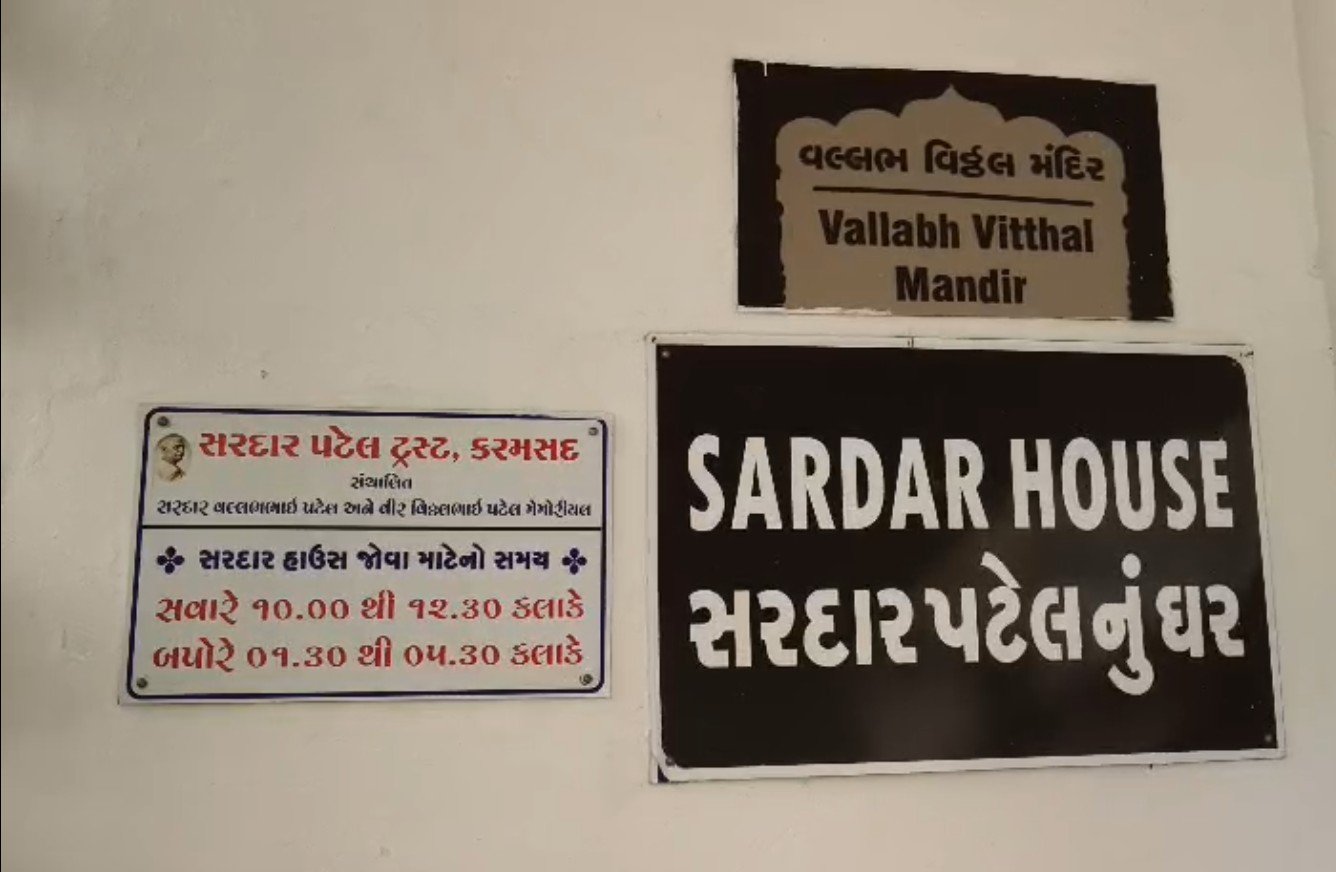 વલ્લભ વિઠ્ઠલ મંદિર
Vallabh Vitthal
Mandir
સરદાર પટેલ ટ્રસ્ટ, કરમસદ
સંચાલિત
સરદાર વલ્લભભાઈ પટેલ અને વીર વિઠ્ઠલભાઈ પટેલ મેમોરીયલ
સરદાર હાઉસ જોવા માટેનો સમય
સવારે ૧૦.૦૦ થી ૧૨.૩૦ કલાકે
બપોરે ૦૧.૩૦ થી ૦૫.૩૦ કલાકે
SARDAR HOUSE
સરદાર પટેલ નું ઘર